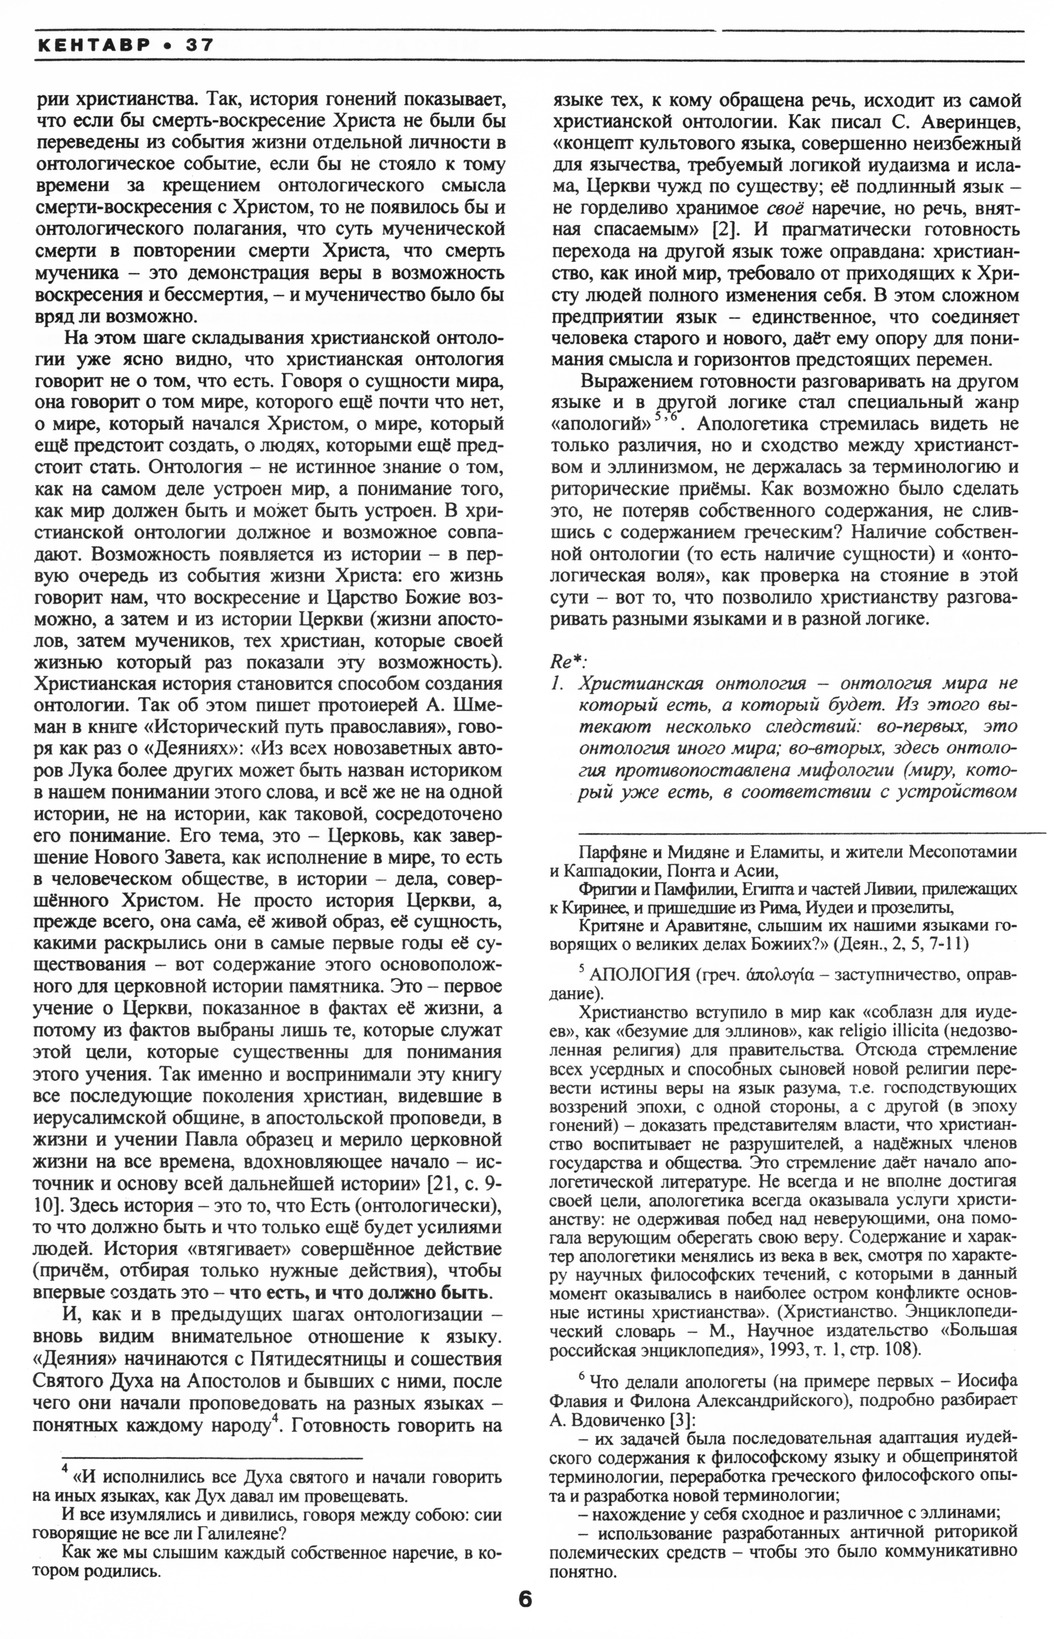 КЕНТАВР • 37
рии христианства. Так, история гонений показывает,
что если бы смерть-воскресение Христа не были бы
переведены из события жизни отдельной личности в
онтологическое событие, если бы не стояло к тому
времени за крещением онтологического смысла
смерти-воскресения с Христом, то не появилось бы и
онтологического полагания, что суть мученической
смерти в повторении смерти Христа, что смерть
мученика – это демонстрация веры в возможность
воскресения и бессмертия, – и мученичество было бы
вряд ли возможно.
На этом шаге складывания христианской онтоло-
гии уже ясно видно, что христианская онтология
говорит не о том, что есть. Говоря о сущности мира,
она говорит о том мире, которого ещё почти что нет,
о мире, который начался Христом, о мире, который
ещё предстоит создать, о людях, которыми ещё пред-
стоит стать. Онтология – не истинное знание о том,
как на самом деле устроен мир, а понимание того,
как мир должен быть и может быть устроен. В хри-
стианской онтологии должное и возможное совпа-
дают. Возможность появляется из истории – в пер-
вую очередь из события жизни Христа: его жизнь
говорит нам, что воскресение и Царство Божие воз-
можно, а затем и из истории Церкви (жизни апосто-
лов, затем мучеников, тех христиан, которые своей
жизнью который раз показали эту возможность).
Христианская история становится способом создания
онтологии. Так об этом пишет протоиерей А. Шме-
ман в книге «Исторический путь православия», гово-
ря как раз о «Деяниях»: «Из всех новозаветных авто-
ров Лука более других может быть назван историком
в нашем понимании этого слова, и всё же не на одной
истории, не на истории, как таковой, сосредоточено
его понимание. Его тема, это – Церковь, как завер-
шение Нового Завета, как исполнение в мире, то есть
в человеческом обществе, в истории – дела, совер-
шённого Христом. Не просто история Церкви, а,
прежде всего, она сама, её живой образ, её сущность,
какими раскрылись они в самые первые годы её су-
ществования – вот содержание этого основополож-
ного для церковной истории памятника. Это – первое
учение о Церкви, показанное в фактах её жизни, а
потому из фактов выбраны лишь те, которые служат
этой цели, которые существенны для понимания
этого учения. Так именно и воспринимали эту книгу
все последующие поколения христиан, видевшие в
иерусалимской общине, в апостольской проповеди, в
жизни и учении Павла образец и мерило церковной
жизни на все времена, вдохновляющее начало – ис-
точник и основу всей дальнейшей истории» [21, с. 9-
10]. Здесь история – это то, что Есть (онтологически),
то что должно быть и что только ещё будет усилиями
людей. История «втягивает» совершённое действие
(причём, отбирая только нужные действия), чтобы
впервые создать это – что есть, и что должно быть.
И, как и в предыдущих шагах онтологизации –
вновь видим внимательное отношение к языку.
«Деяния» начинаются с Пятидесятницы и сошествия
Святого Духа на Апостолов и бывших с ними, после
чего они начали проповедовать на разных языках –
понятных каждому народу⁴. Готовность говорить на
⁴ «И исполнились все Духа святого и начали говорить
на иных языках, как Дух давал им провещевать.
И все изумлялись и дивились, говоря между собою: сии
говорящие не все ли Галилеяне?
Как же мы слышим каждый собственное наречие, в ко-
тором родились.
языке тех, к кому обращена речь, исходит из самой
христианской онтологии. Как писал С. Аверинцев,
«концепт культового языка, совершенно неизбежный
для язычества, требуемый логикой иудаизма и исла-
ма, Церкви чужд по существу; её подлинный язык –
не горделиво хранимое своё наречие, но речь, внят-
ная спасаемым» [2]. И прагматически готовность
перехода на другой язык тоже оправдана: христиан-
ство, как иной мир, требовало от приходящих к Хри-
сту людей полного изменения себя. В этом сложном
предприятии язык – единственное, что соединяет
человека старого и нового, даёт ему опору для пони-
мания смысла и горизонтов предстоящих перемен.
Выражением готовности разговаривать на другом
языке и в другой логике стал специальный жанр
«апологий»⁵,⁶. Апологетика стремилась видеть не
только различия, но и сходство между христианст-
вом и эллинизмом, не держалась за терминологию и
риторические приёмы. Как возможно было сделать
это, не потеряв собственного содержания, не слив-
шись с содержанием греческим? Наличие собствен-
ной онтологии (то есть наличие сущности) и «онто-
логическая воля», как проверка на стояние в этой
сути – вот то, что позволило христианству разгова-
ривать разными языками и в разной логике.
Re*:
1. Христианская онтология – онтология мира не
который есть, а который будет. Из этого вы-
текают несколько следствий: во-первых, это
онтология иного мира; во-вторых, здесь онтоло-
гия противопоставлена мифологии (миру, кото-
рый уже есть, в соответствии с устройством
Парфяне и Мидяне и Еламиты, и жители Месопотамии
и Каппадокии, Понта и Асии,
Фригии и Памфилии, Египта и частей Ливии, прилежащих
к Киринее, и пришедшие из Рима, Иудеи и прозелиты,
Критяне и Аравитяне, слышим их нашими языками го-
ворящих о великих делах Божиих?» (Деян., 2, 5, 7-11)
⁵ АПОЛОГИЯ (греч. άπολογία – заступничество, оправ-
дание).
Христианство вступило в мир как «соблазн для иуде-
ев», как «безумие для эллинов», как religio illicita (недозво-
ленная религия) для правительства. Отсюда стремление
всех усердных и способных сыновей новой религии пере-
вести истины веры на язык разума, т.е. господствующих
воззрений эпохи, с одной стороны, а с другой (в эпоху
гонений) – доказать представителям власти, что христиан-
ство воспитывает не разрушителей, а надёжных членов
государства и общества. Это стремление даёт начало апо-
логетической литературе. Не всегда и не вполне достигая
своей цели, апологетика всегда оказывала услуги христи-
анству: не одерживая побед над неверующими, она помо-
гала верующим оберегать свою веру. Содержание и харак-
тер апологетики менялись из века в век, смотря по характе-
ру научных философских течений, с которыми в данный
момент оказывались в наиболее остром конфликте основ-
ные истины христианства». (Христианство. Энциклопеди-
ческий словарь – М., Научное издательство «Большая
российская энциклопедия», 1993, т. 1, стр. 108).
⁶ Что делали апологеты (на примере первых – Иосифа
Флавия и Филона Александрийского), подробно разбирает
А. Вдовиченко [3]:
– их задачей была последовательная адаптация иудей-
ского содержания к философскому языку и общепринятой
терминологии, переработка греческого философского опы-
та и разработка новой терминологии;
– нахождение у себя сходное и различное с эллинами;
– использование разработанных античной риторикой
полемических средств – чтобы это было коммуникативно
понятно.
6